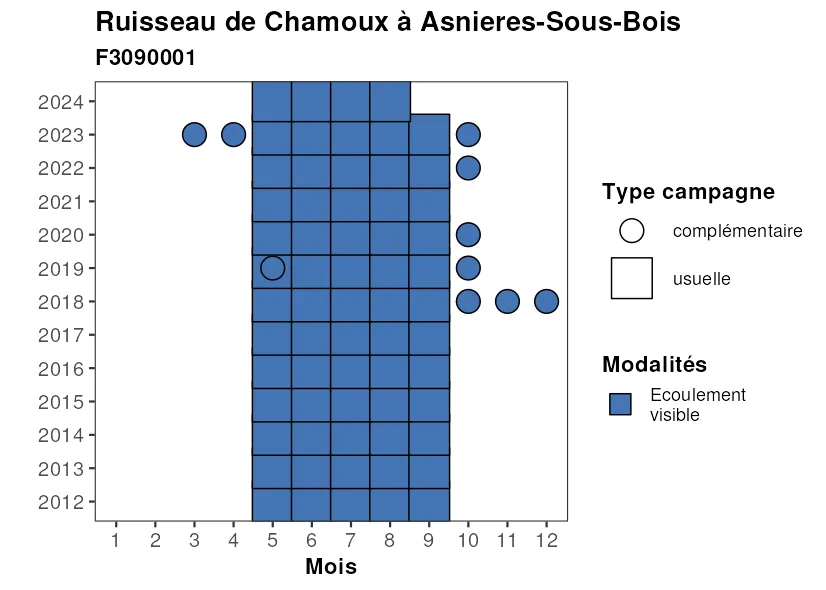 Ruisseau de Chamoux à Asnieres-Sous-Bois
F3090001
2024
2023
2022
2021
2020
2019
2018
2017
2016
2015
2014
2013
2012
1 2 3 4 5 6 7 8 9 10 11 12
Mois
Type campagne
complémentaire
usuelle
Modalités
Ecoulement
visible